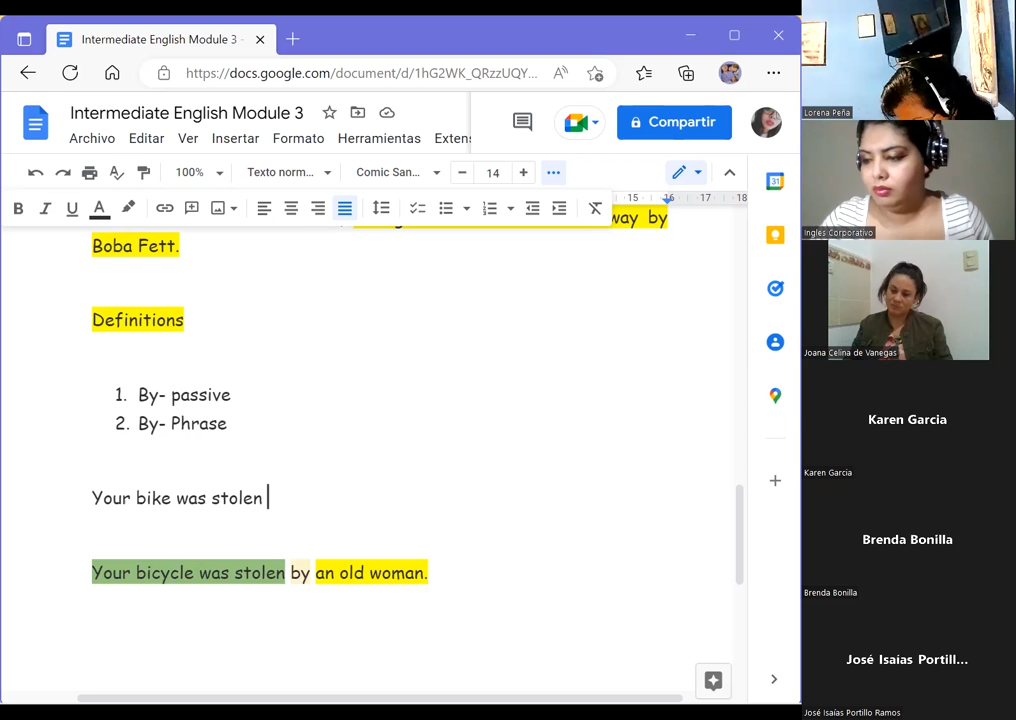 Intermediate English Module 3 -
https://docs.google.com/document/d/1hG2WK_QRzzUQY...
Intermediate English Module 3
Archivo Editar Ver Insertar Formato Herramientas Extens
Compartir
100% Texto norm... Comic San... 14
15 16 17 18
way by
Boba Fett.
Definitions
1. By- passive
2. By- Phrase
Your bike was stolen
Your bicycle was stolen by an old woman.
31
Lorena Peña
Ingles Corporativo
Joana Celina de Vanegas
Karen Garcia
Karen Garcia
Brenda Bonilla
Brenda Bonilla
José Isaías Portill...
José Isaías Portillo Ramos